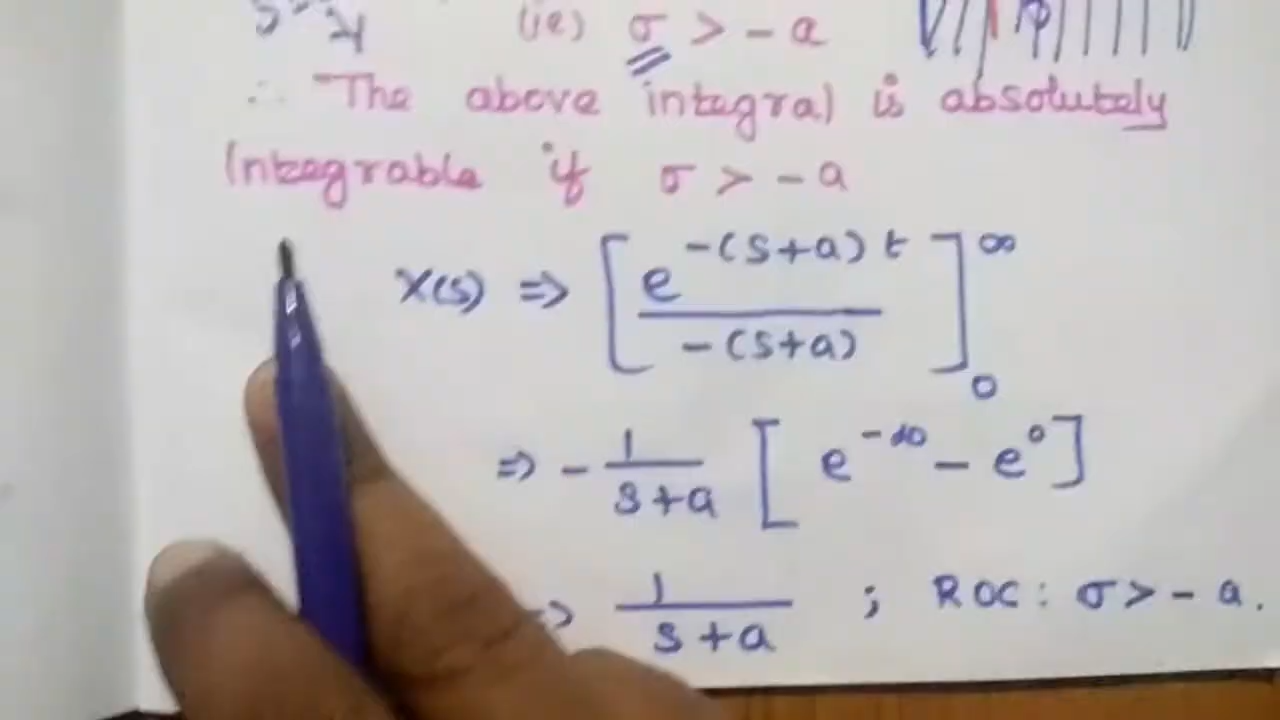 (ie) σ > - a
∴ The above integral is absolutely
Integrable if σ > - a
X(s) => [ e^-(s+a)t / -(s+a) ]_0^∞
=> - 1/(s+a) [ e^-∞ - e^0 ]
=> 1/(s+a) ; ROC: σ > - a.